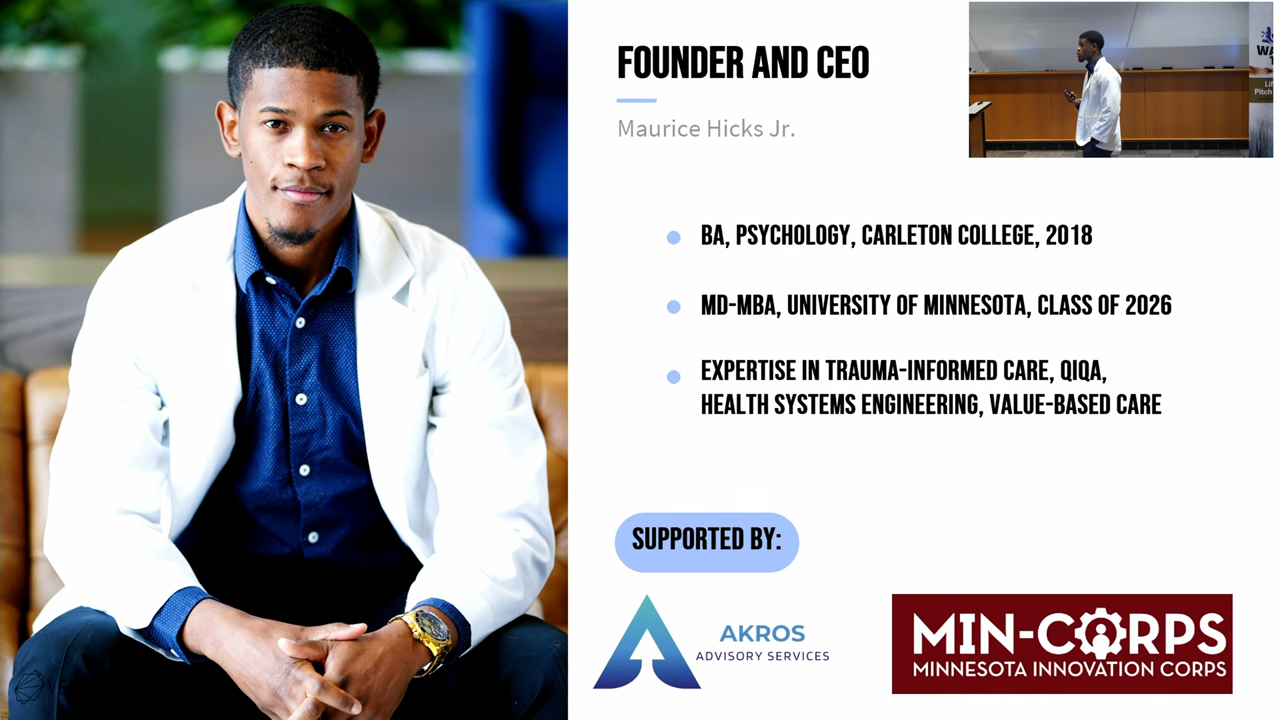 FOUNDER AND CEO
Maurice Hicks Jr.
BA, PSYCHOLOGY, CARLETON COLLEGE, 2018
MD-MBA, UNIVERSITY OF MINNESOTA, CLASS OF 2026
EXPERTISE IN TRAUMA-INFORMED CARE, QIQA,
HEALTH SYSTEMS ENGINEERING, VALUE-BASED CARE
SUPPORTED BY:
AKROS
ADVISORY SERVICES
MIN-CORPS
MINNESOTA INNOVATION CORPS
WA
Pitch